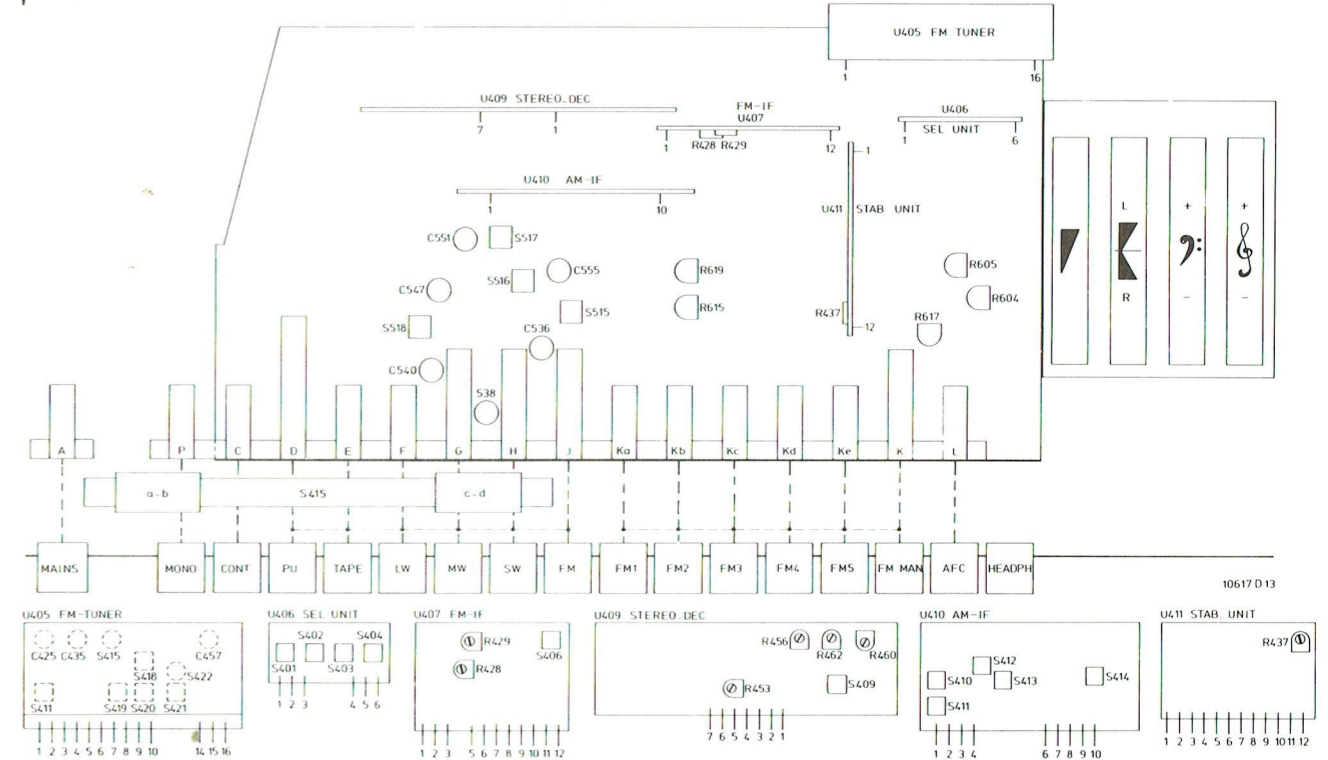 U405 FM TUNER
1 16
U409 STEREO_DEC
7 1
FM-IF
U407
1 12
R428 R429
U406
1 SEL UNIT 6
1
U410 AM-IF
1 10
U411 STAB UNIT
L
+ +
R
- -
C551 S517
C555
S516
R619
R605
C547
R604
S518
S515
R615
R437
12
R617
C536
C540
S38
A P C D E F G H J Ka Kb Kc Kd Ke K L
a-b S415 c-d
MAINS MONO CONT PU TAPE LW MW SW FM FM1 FM2 FM3 FM4 FM5 FM MAN AFC HEADPH
10617 D13
U405 FM-TUNER
C425 C435 S415 C457
S418 S422
S411 S419 S420 S421
1 2 3 4 5 6 7 8 9 10 14 15 16
U406 SEL UNIT
S402 S404
S401 S403
1 2 3 4 5 6
U407 FM-IF
R429 S406
R428
1 2 3 5 6 7 8 9 10 11 12
U409 STEREO_DEC
R456 R462 R460
R453 S409
7 6 5 4 3 2 1
U410 AM-IF
S412
S410 S413 S414
S411
1 2 3 4 6 7 8 9 10
U411 STAB. UNIT
R437
1 2 3 4 5 6 7 8 9 10 11 12